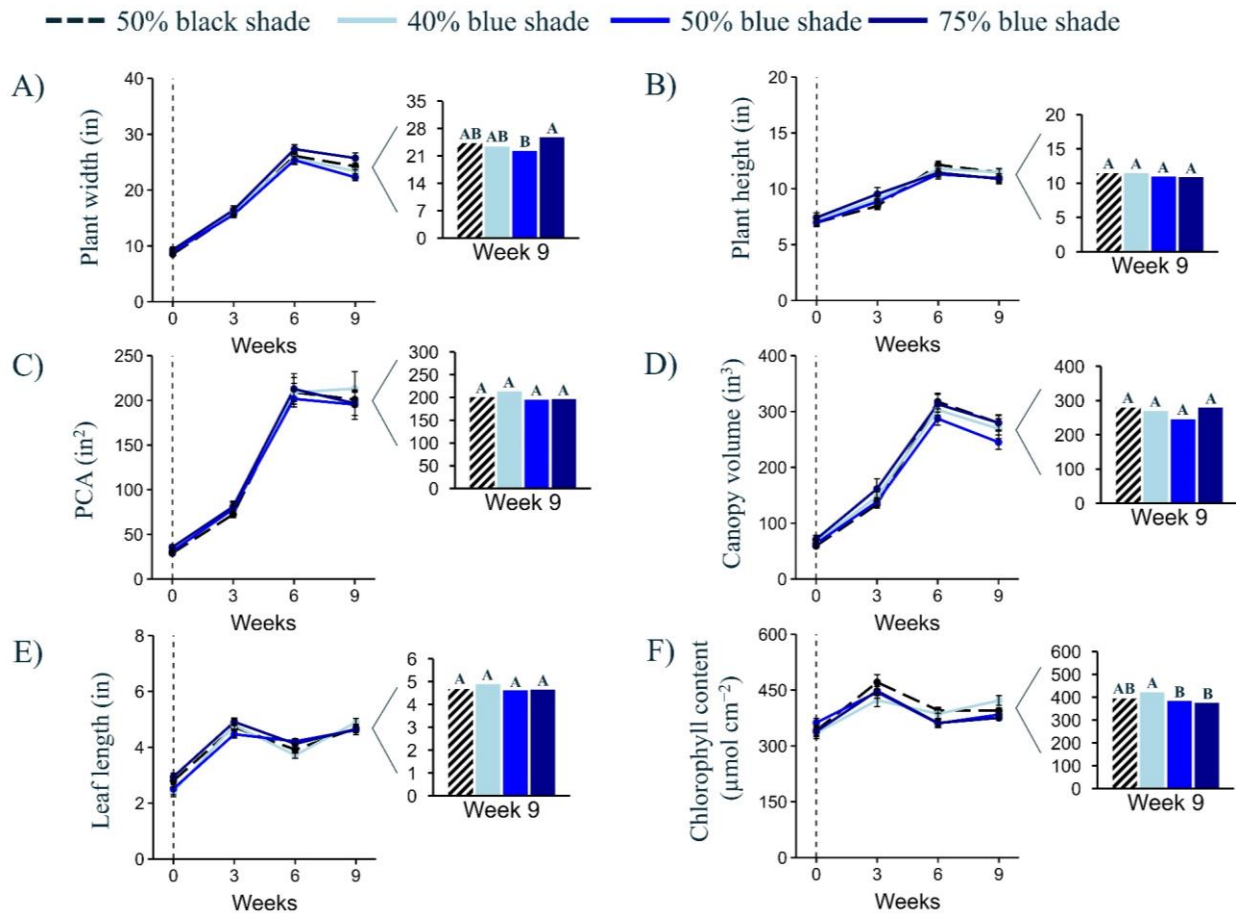 50% black shade 40% blue shade 50% blue shade 75% blue shade
A)
Plant width (in)
40
30
20
10
0
0 3 6 9
Weeks
35
28
21
14
7
0
AB AB B A
Week 9
B)
Plant height (in)
20
15
10
5
0
0 3 6 9
Weeks
20
15
10
5
0
A A A A
Week 9
C)
PCA (in²)
250
200
150
100
50
0
0 3 6 9
Weeks
300
250
200
150
100
50
0
A A A A
Week 9
D)
Canopy volume (in³)
400
300
200
100
0
0 3 6 9
Weeks
400
300
200
100
0
A A A A
Week 9
E)
Leaf length (in)
8
6
4
2
0
0 3 6 9
Weeks
6
5
4
3
2
1
0
A A A A
Week 9
F)
Chlorophyll content
(µmol cm⁻²)
600
450
300
150
0
0 3 6 9
Weeks
600
500
400
300
200
100
0
AB A B B
Week 9